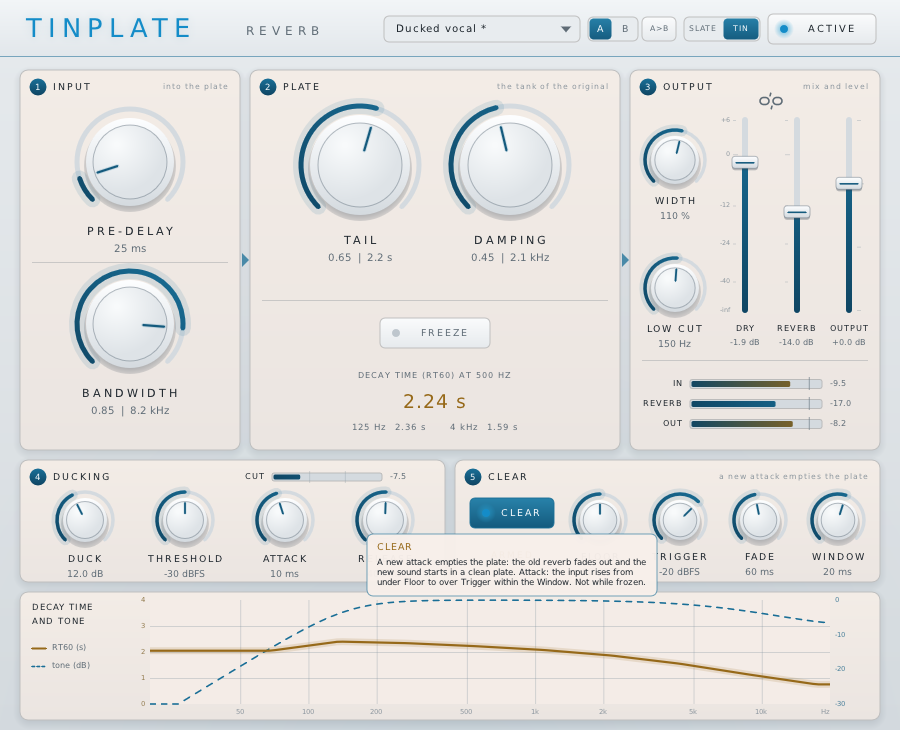 TINPLATE
REVERB
Ducked vocal *
A
B
A>B
SLATE
TIN
ACTIVE
1 INPUT into the plate
PRE-DELAY
25 ms
BANDWIDTH
0.85 | 8.2 kHz
2 PLATE the tank of the original
TAIL
0.65 | 2.2 s
DAMPING
0.45 | 2.1 kHz
FREEZE
DECAY TIME (RT60) AT 500 HZ
2.24 s
125 Hz 2.36 s 4 kHz 1.59 s
3 OUTPUT mix and level
WIDTH
110 %
LOW CUT
150 Hz
+6
0
-12
-24
-40
-inf
DRY
-1.9 dB
REVERB
-14.0 dB
OUTPUT
+0.0 dB
IN -9.5
REVERB -17.0
OUT -8.2
4 DUCKING
CUT -7.5
DUCK
12.0 dB
THRESHOLD
-30 dBFS
ATTACK
10 ms
5 CLEAR a new attack empties the plate
CLEAR
-20 dBFS
FADE
60 ms
WINDOW
20 ms
CLEAR
A new attack empties the plate: the old reverb fades out and the
new sound starts in a clean plate. Attack: the input rises from
under Floor to over Trigger within the Window. Not while frozen.
DECAY TIME
AND TONE
RT60 (s)
tone (dB)
4
3
2
1
0
0
-10
-20
-30
50 100 200 500 1k 2k 5k 10k Hz